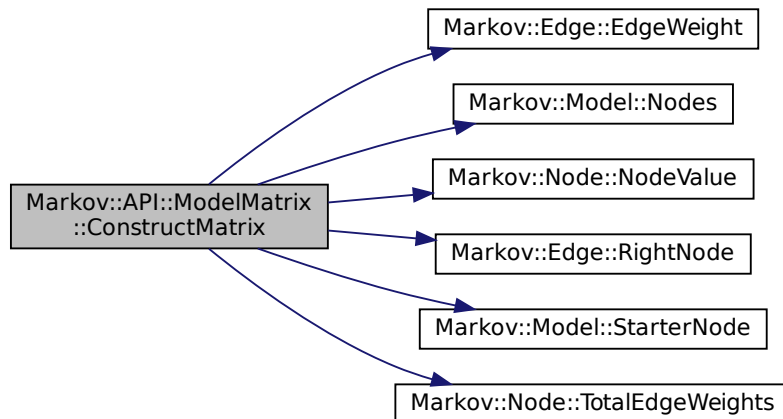 Markov::API::ModelMatrix
::ConstructMatrix
Markov::Edge::EdgeWeight
Markov::Model::Nodes
Markov::Node::NodeValue
Markov::Edge::RightNode
Markov::Model::StarterNode
Markov::Node::TotalEdgeWeights